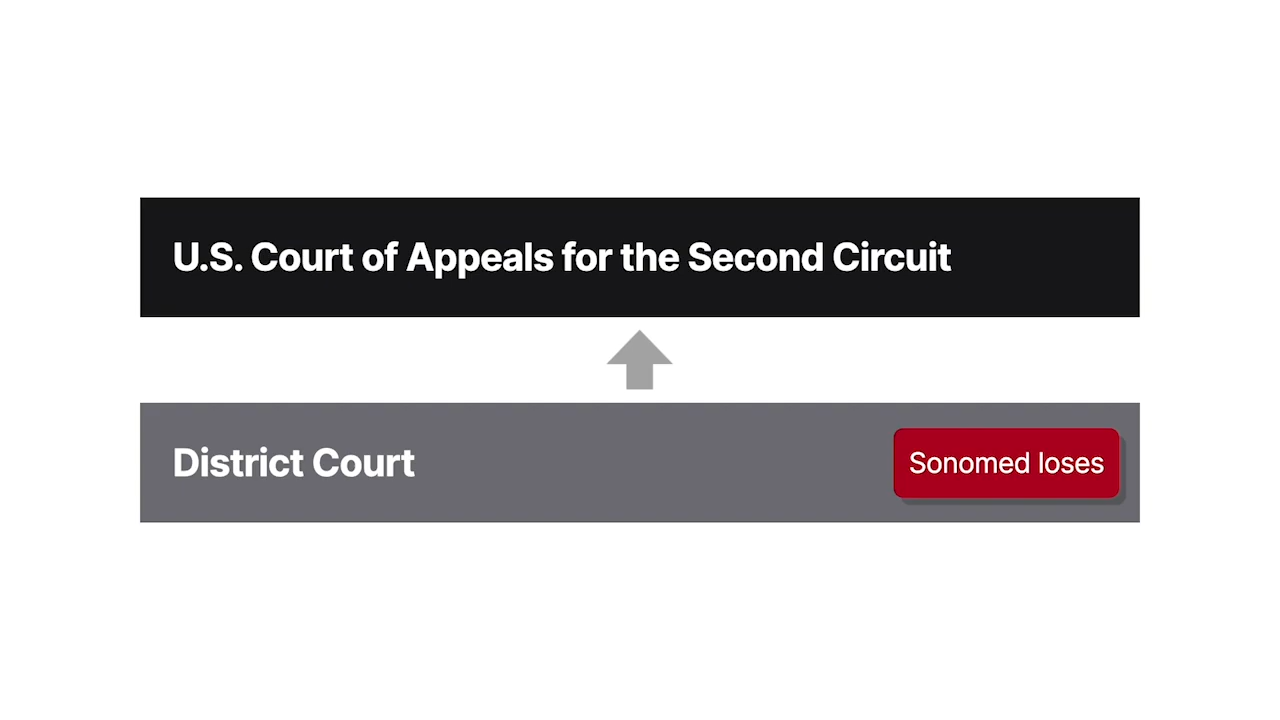 U.S. Court of Appeals for the Second Circuit
District Court
Sonomed loses